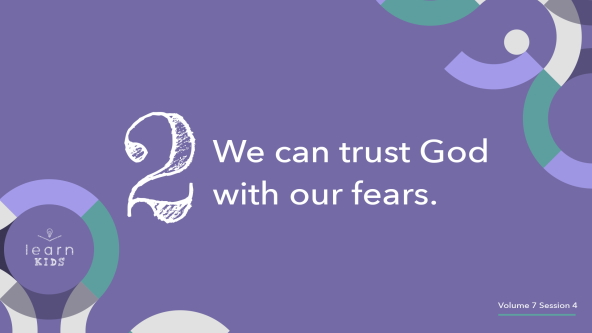 2
We can trust God
with our fears.
learn
KIDS
Volume 7 Session 4